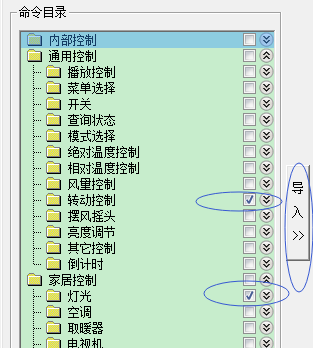 命令目录
内部控制
通用控制
播放控制
菜单选择
开关
查询状态
模式选择
绝对温度控制
相对温度控制
风量控制
转动控制
摆风摇头
亮度调节
其它控制
倒计时
家居控制
灯光
空调
取暖器
电视机
导
入
>>